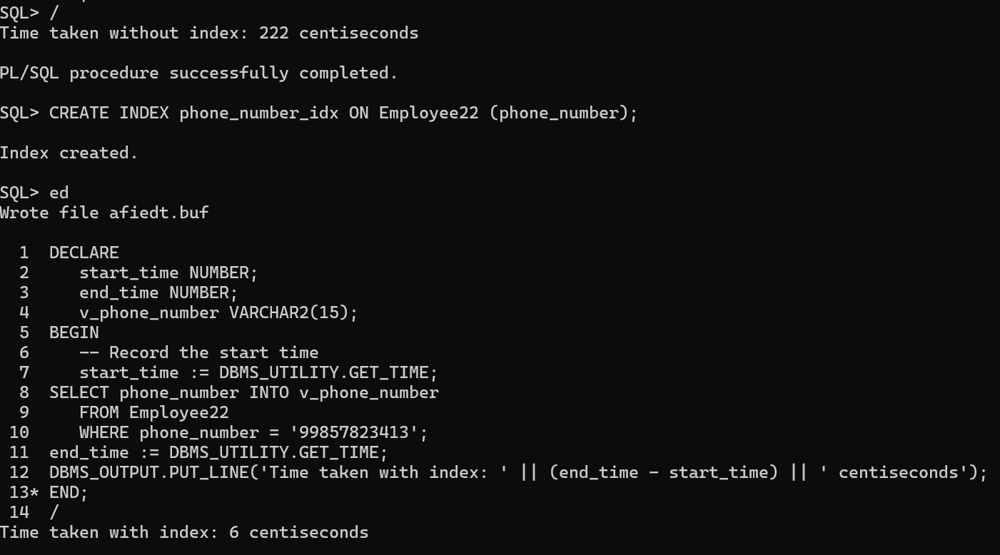 SQL> /
Time taken without index: 222 centiseconds
PL/SQL procedure successfully completed.
SQL> CREATE INDEX phone_number_idx ON Employee22 (phone_number);
Index created.
SQL> ed
Wrote file afiedt.buf
  1  DECLARE
  2     start_time NUMBER;
  3     end_time NUMBER;
  4     v_phone_number VARCHAR2(15);
  5  BEGIN
  6     -- Record the start time
  7     start_time := DBMS_UTILITY.GET_TIME;
  8  SELECT phone_number INTO v_phone_number
  9     FROM Employee22
 10     WHERE phone_number = '99857823413';
 11  end_time := DBMS_UTILITY.GET_TIME;
 12  DBMS_OUTPUT.PUT_LINE('Time taken with index: ' || (end_time - start_time) || ' centiseconds');
 13* END;
 14  /
Time taken with index: 6 centiseconds